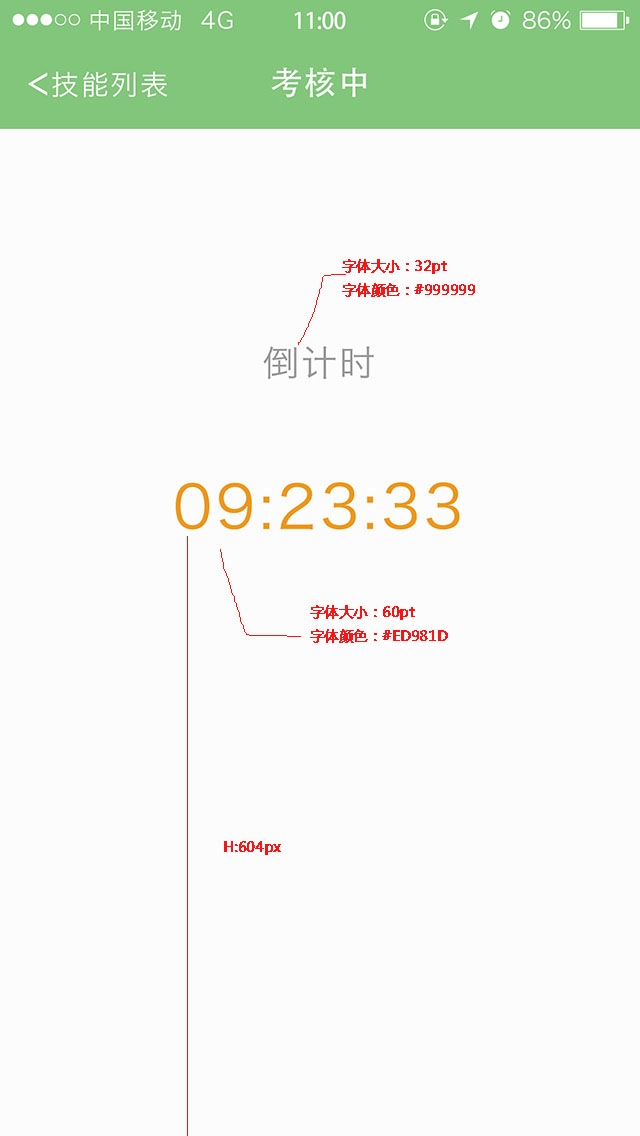 中国移动 4G 11:00 86%
<技能列表 考核中
字体大小：32pt
字体颜色：#999999
倒计时
09:23:33
字体大小：60pt
字体颜色：#ED981D
H:604px